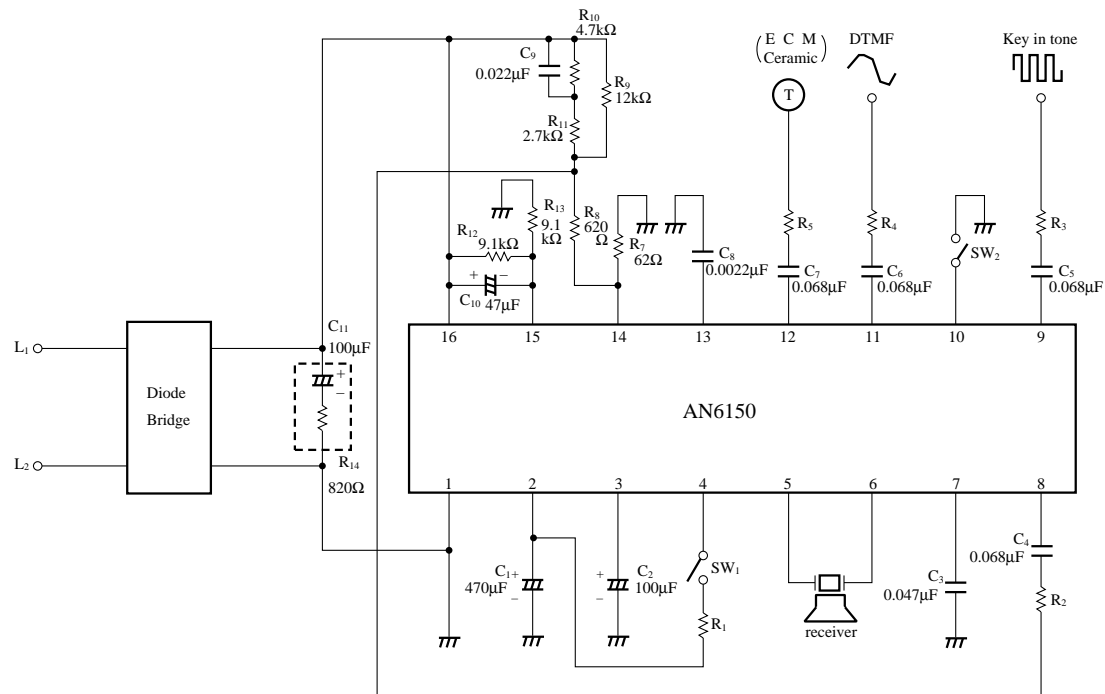 R10
4.7kΩ
C9
0.022μF
R9
12kΩ
R11
2.7kΩ
(E C M
Ceramic)
DTMF
Key in tone
T
R13
9.1
kΩ
R12
9.1kΩ
R8
620
Ω
R7
62Ω
C8
0.0022μF
R5
C7
0.068μF
R4
C6
0.068μF
SW2
R3
C5
0.068μF
+ −
C10 47μF
C11
100μF
16 15 14 13 12 11 10 9
L1
L2
Diode
Bridge
+
−
AN6150
R14
820Ω
1 2 3 4 5 6 7 8
C1
+
470μF
−
+
C2
−
100μF
SW1
R1
receiver
C3
0.047μF
C4
0.068μF
R2